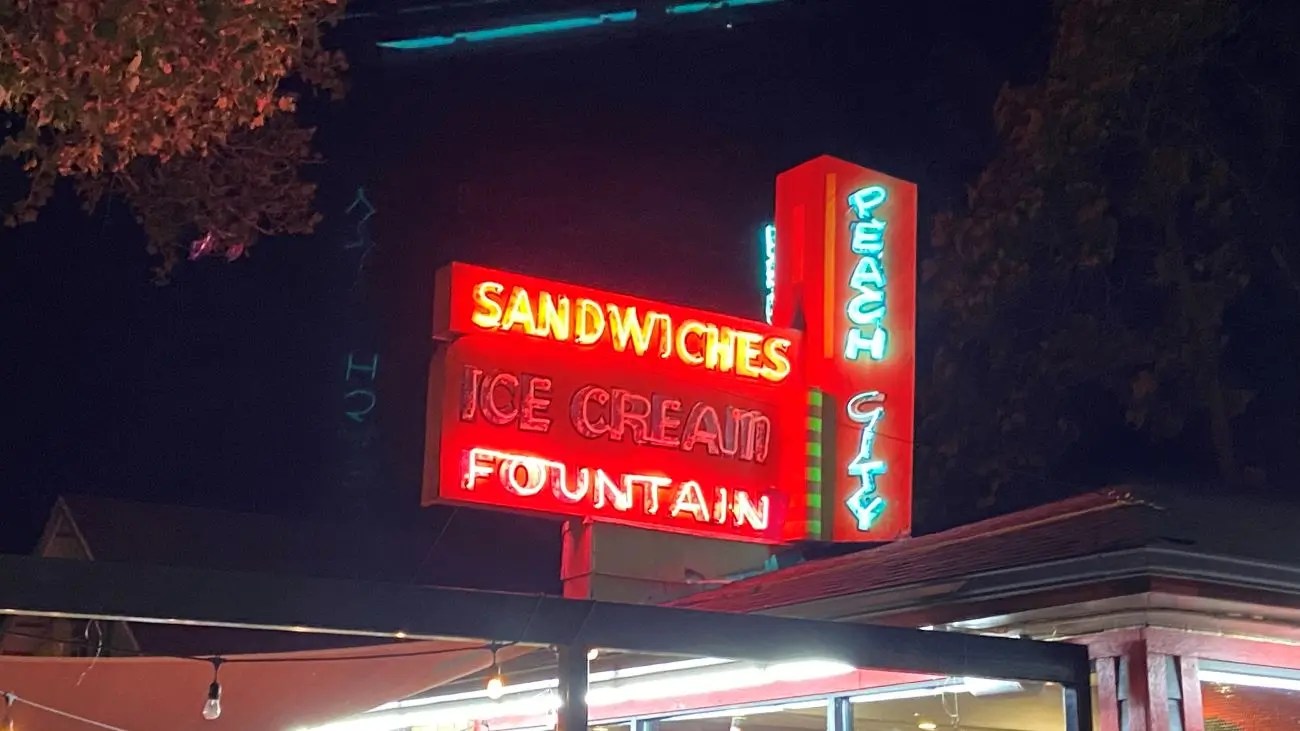 SANDWICHES
ICE CREAM
FOUNTAIN
PEACH CITY